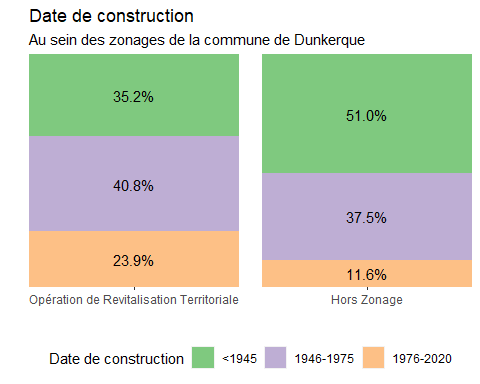 Date de construction
Au sein des zonages de la commune de Dunkerque
35.2%
51.0%
40.8%
37.5%
23.9%
11.6%
Opération de Revitalisation Territoriale
Hors Zonage
Date de construction
<1945
1946-1975
1976-2020